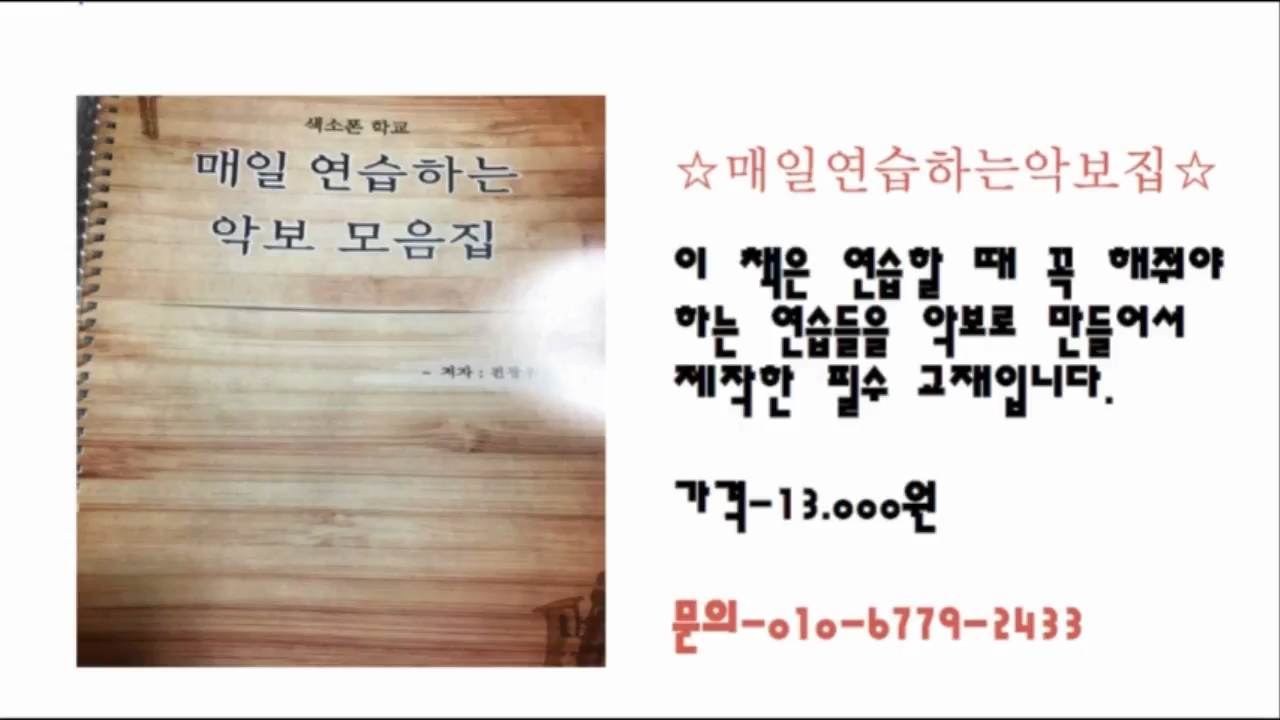 색소폰 학교
매일 연습하는
악보 모음집
- 저자 :
☆매일연습하는악보집☆
이 책은 연습할 때 꼭 해줘야
하는 연습들을 악보로 만들어서
제작한 필수 교재입니다.
가격-13.000원
문의-010-6779-2433